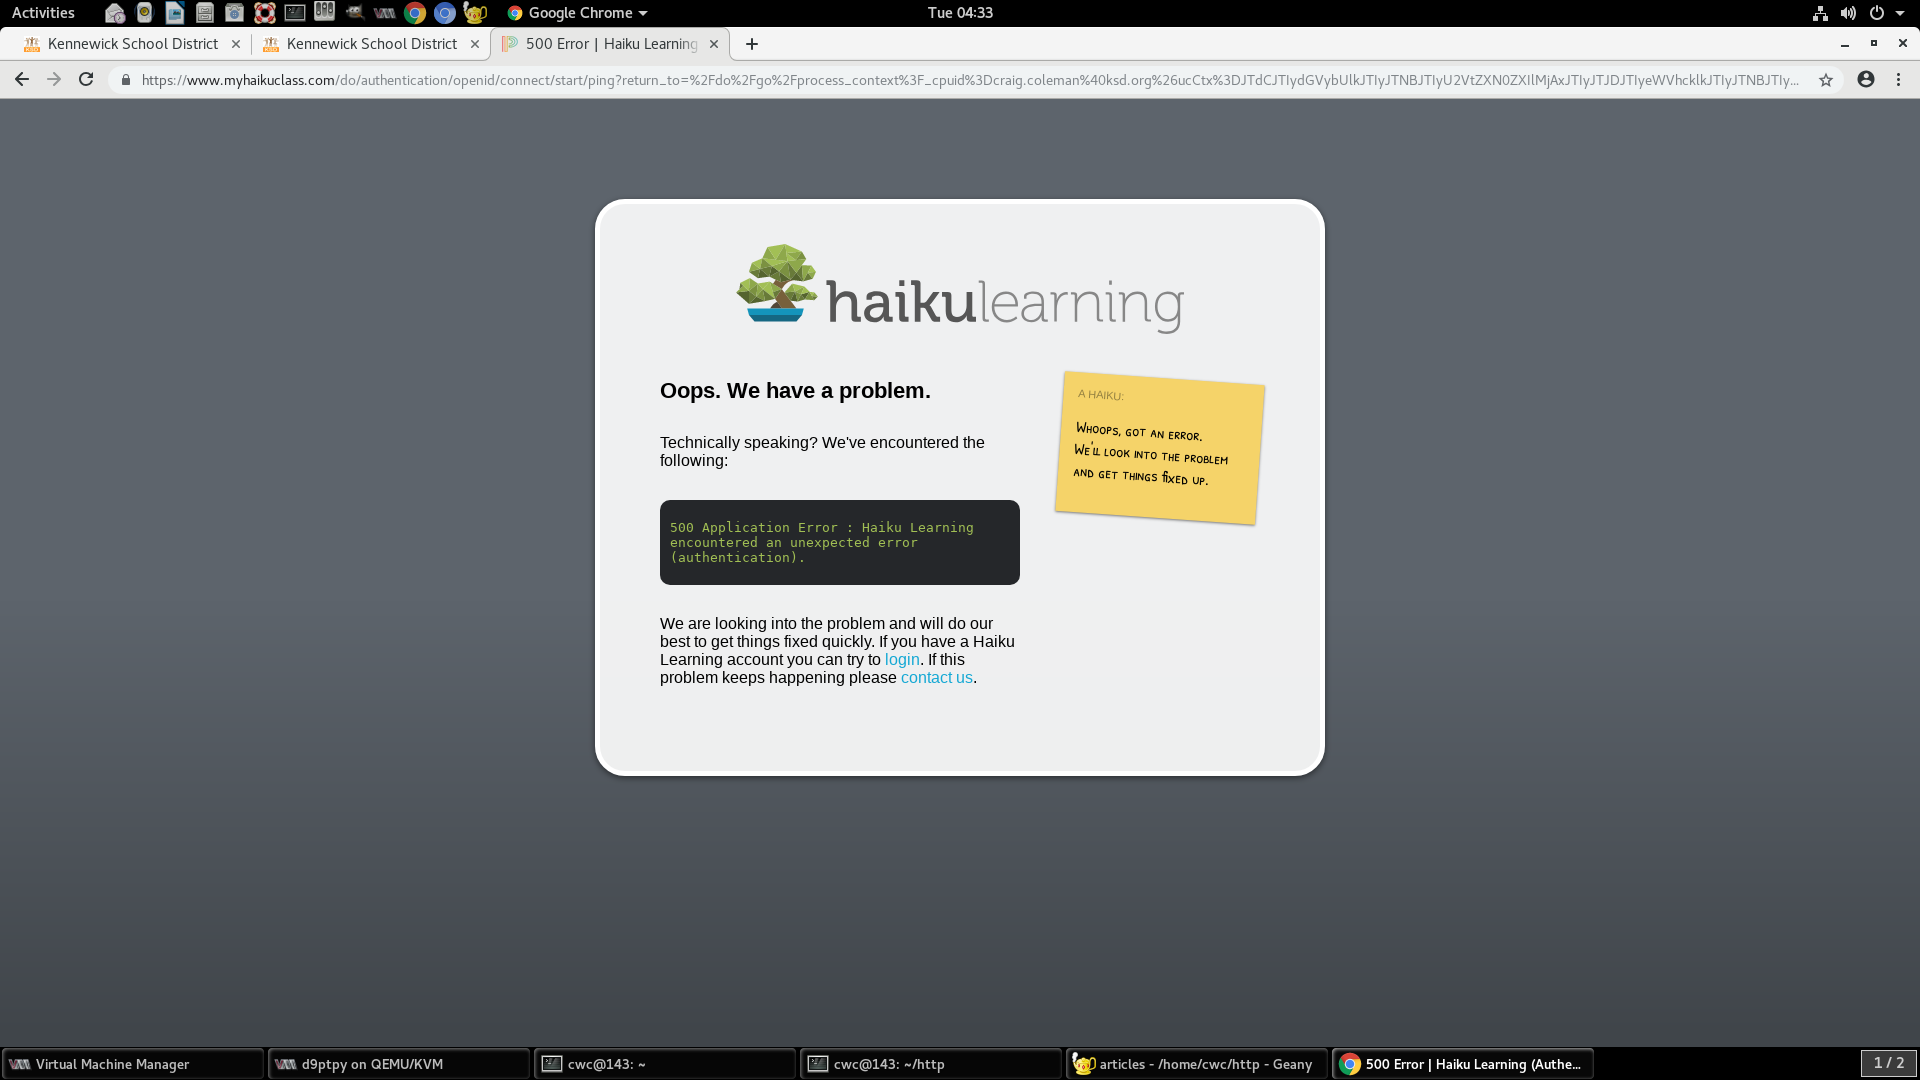 Activities
Google Chrome
Tue 04:33
Kennewick School District
Kennewick School District
500 Error | Haiku Learning
https://www.myhaikuclass.com/do/authentication/openid/connect/start/ping?return_to=%2Fdo%2Fgo%2Fprocess_context%3F_cpuid%3Dcraig.coleman%40ksd.org%26ucCtx%3DJTdCJTIydGVybUlkJTIyJTNBJTIyU2VtZXN0ZXIlMjAxJTIyJTJDJTIyeWVhcklkJTIyJTNBJTIy...
haikulearning
Oops. We have a problem.
Technically speaking? We've encountered the
following:
500 Application Error : Haiku Learning
encountered an unexpected error
(authentication).
We are looking into the problem and will do our
best to get things fixed quickly. If you have a Haiku
Learning account you can try to login. If this
problem keeps happening please contact us.
A HAIKU:
Whoops, got an error.
We'll look into the problem
and get things fixed up.
Virtual Machine Manager
d9ptpy on QEMU/KVM
cwc@143: ~
cwc@143: ~/http
articles - /home/cwc/http - Geany
500 Error | Haiku Learning (Authe...
1 / 2